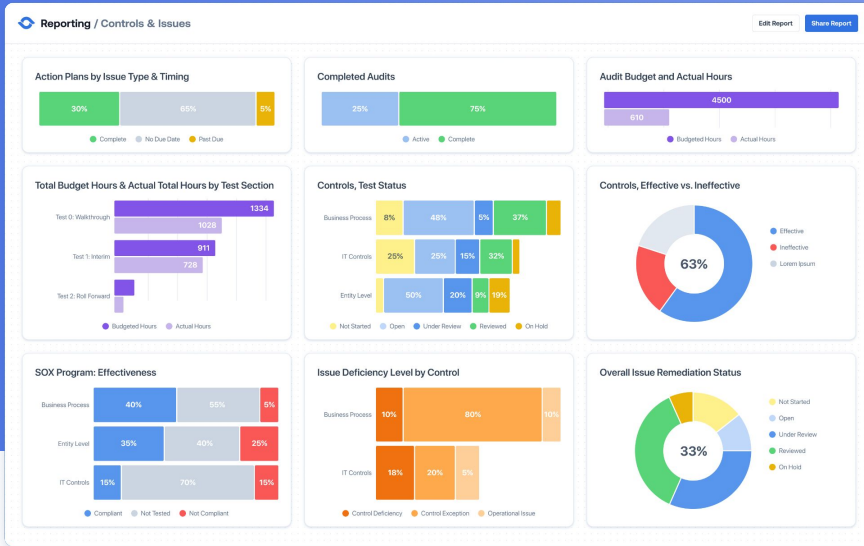 Reporting / Controls & Issues
Edit Report
Share Report
Action Plans by Issue Type & Timing
30%
65%
5%
Complete
No Due Date
Past Due
Completed Audits
25%
75%
Active
Complete
Audit Budget and Actual Hours
4500
610
Budgeted Hours
Actual Hours
Total Budget Hours & Actual Total Hours by Test Section
Test 0: Walkthrough
1334
1028
Test 1: Interim
911
728
Test 2: Roll Forward
Budgeted Hours
Actual Hours
Controls, Test Status
Business Process
8%
48%
5%
37%
IT Controls
25%
25%
15%
32%
Entity Level
50%
20%
9%
19%
Not Started
Open
Under Review
Reviewed
On Hold
Controls, Effective vs. Ineffective
63%
Effective
Ineffective
Lorem Ipsum
SOX Program: Effectiveness
Business Process
40%
55%
5%
Entity Level
35%
40%
25%
IT Controls
15%
70%
15%
Compliant
Not Tested
Not Compliant
Issue Deficiency Level by Control
Business Process
10%
80%
10%
IT Controls
18%
20%
Control Deficiency
Control Exception
Operational Issue
Overall Issue Remediation Status
33%
Not Started
Open
Under Review
Reviewed
On Hold